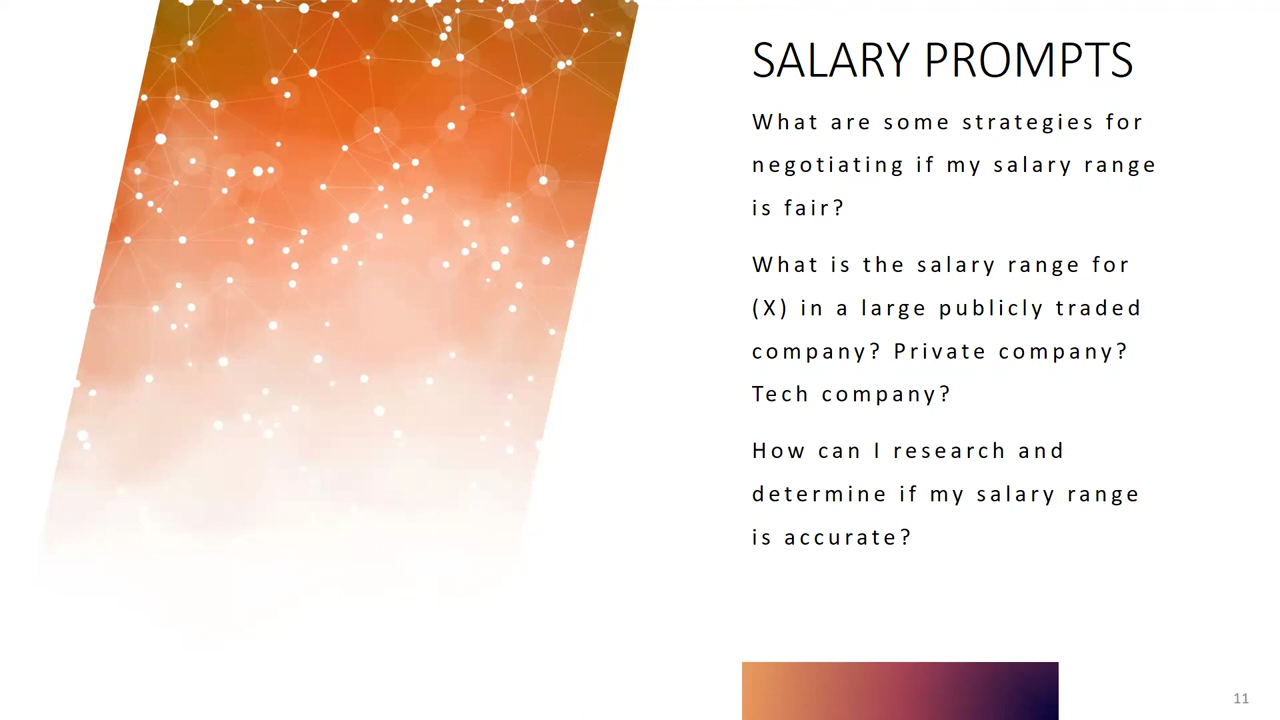 SALARY PROMPTS
What are some strategies for
negotiating if my salary range
is fair?
What is the salary range for
(X) in a large publicly traded
company? Private company?
Tech company?
How can I research and
determine if my salary range
is accurate?
11